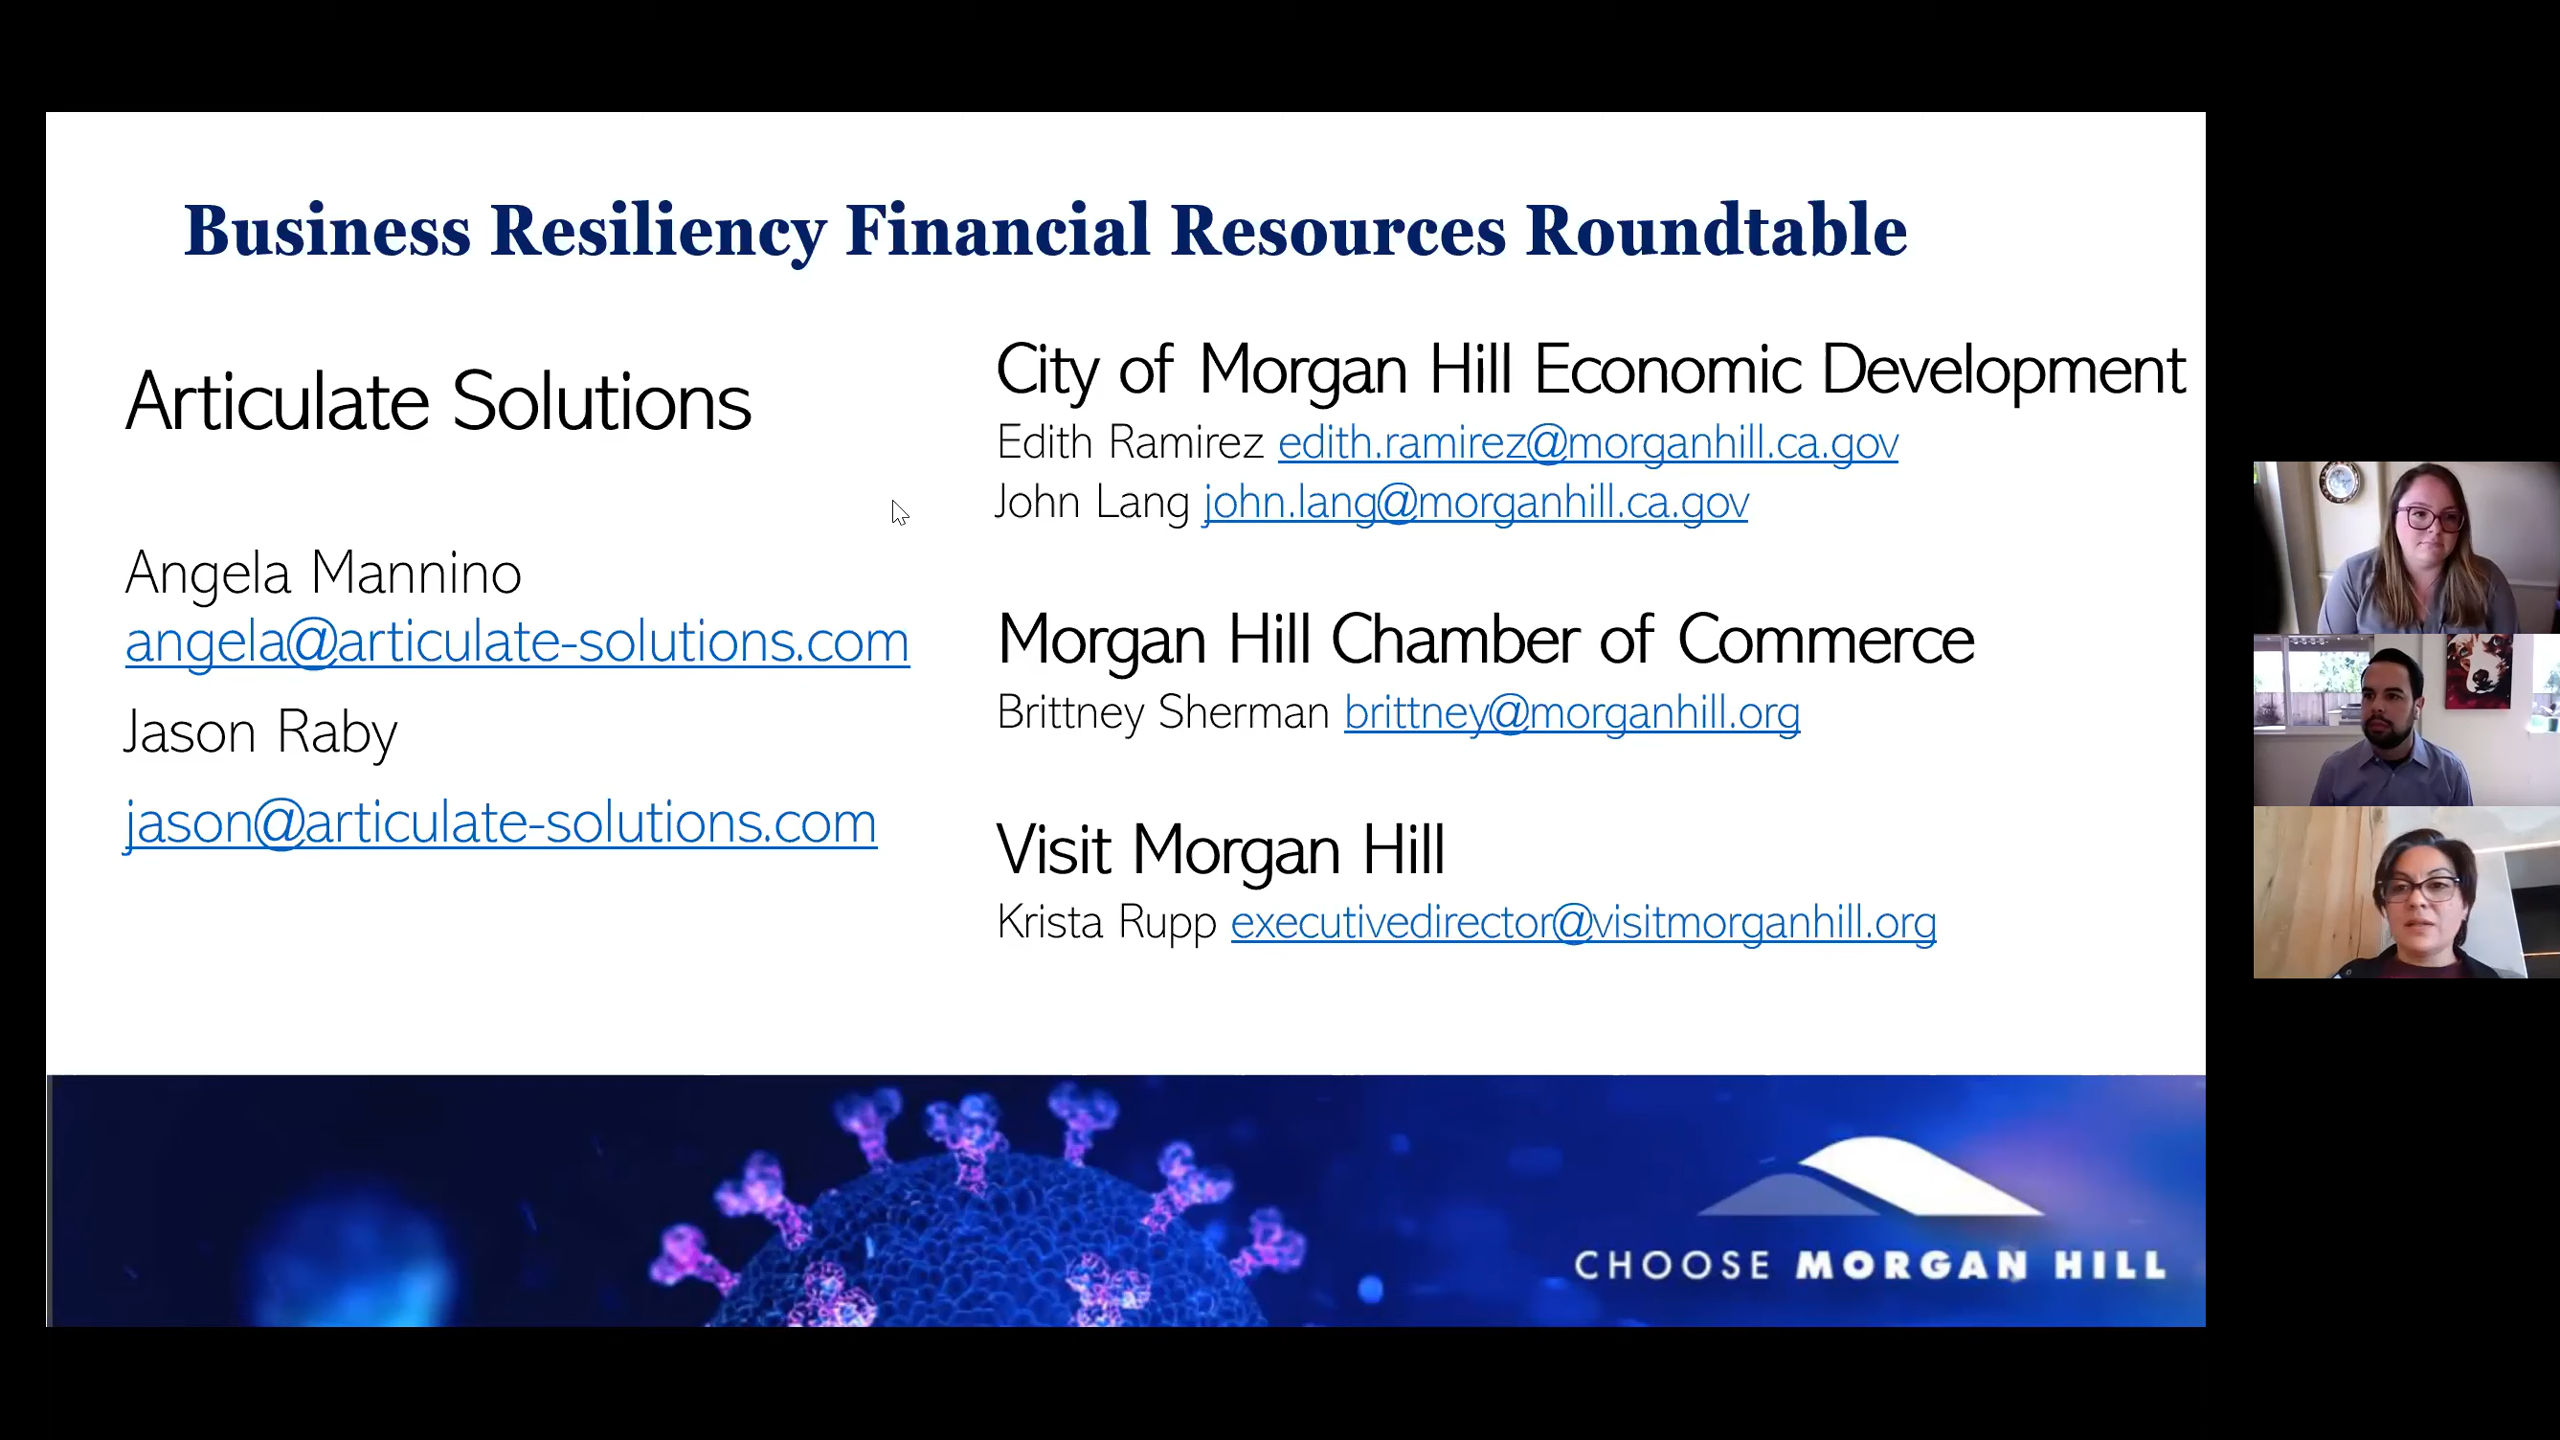 Business Resiliency Financial Resources Roundtable
Articulate Solutions
Angela Mannino
angela@articulate-solutions.com
Jason Raby
jason@articulate-solutions.com
City of Morgan Hill Economic Development
Edith Ramirez edith.ramirez@morganhill.ca.gov
John Lang john.lang@morganhill.ca.gov
Morgan Hill Chamber of Commerce
Brittney Sherman brittney@morganhill.org
Visit Morgan Hill
Krista Rupp executivedirector@visitmorganhill.org
CHOOSE MORGAN HILL